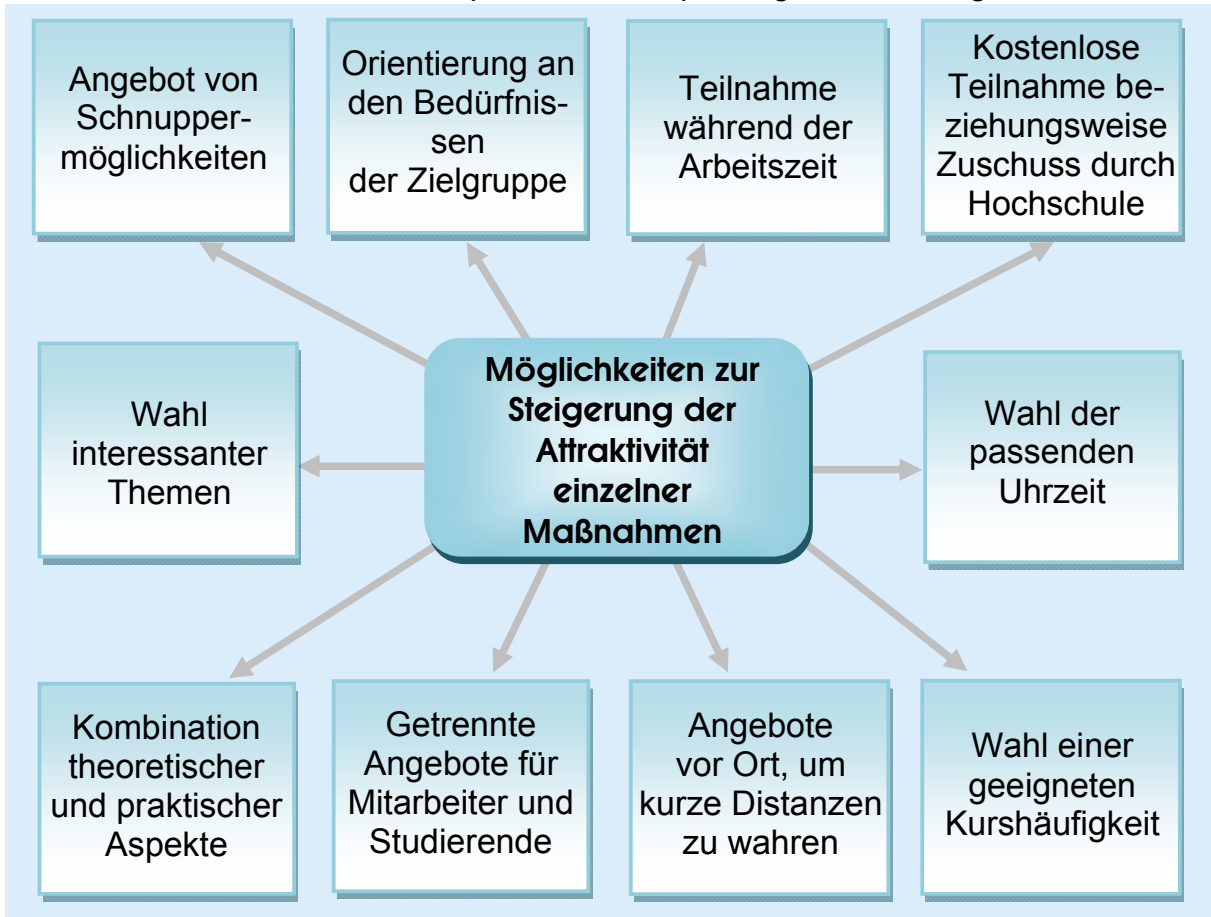 Angebot von
Schnupper-
möglichkeiten
Orientierung an
den Bedürfnis-
sen
der Zielgruppe
Teilnahme
während der
Arbeitszeit
Kostenlose
Teilnahme be-
ziehungsweise
Zuschuss durch
Hochschule
Wahl
interessanter
Themen
Möglichkeiten zur
Steigerung der
Attraktivität
einzelner
Maßnahmen
Wahl der
passenden
Uhrzeit
Kombination
theoretischer
und praktischer
Aspekte
Getrennte
Angebote für
Mitarbeiter und
Studierende
Angebote
vor Ort, um
kurze Distanzen
zu wahren
Wahl einer
geeigneten
Kurshäufigkeit